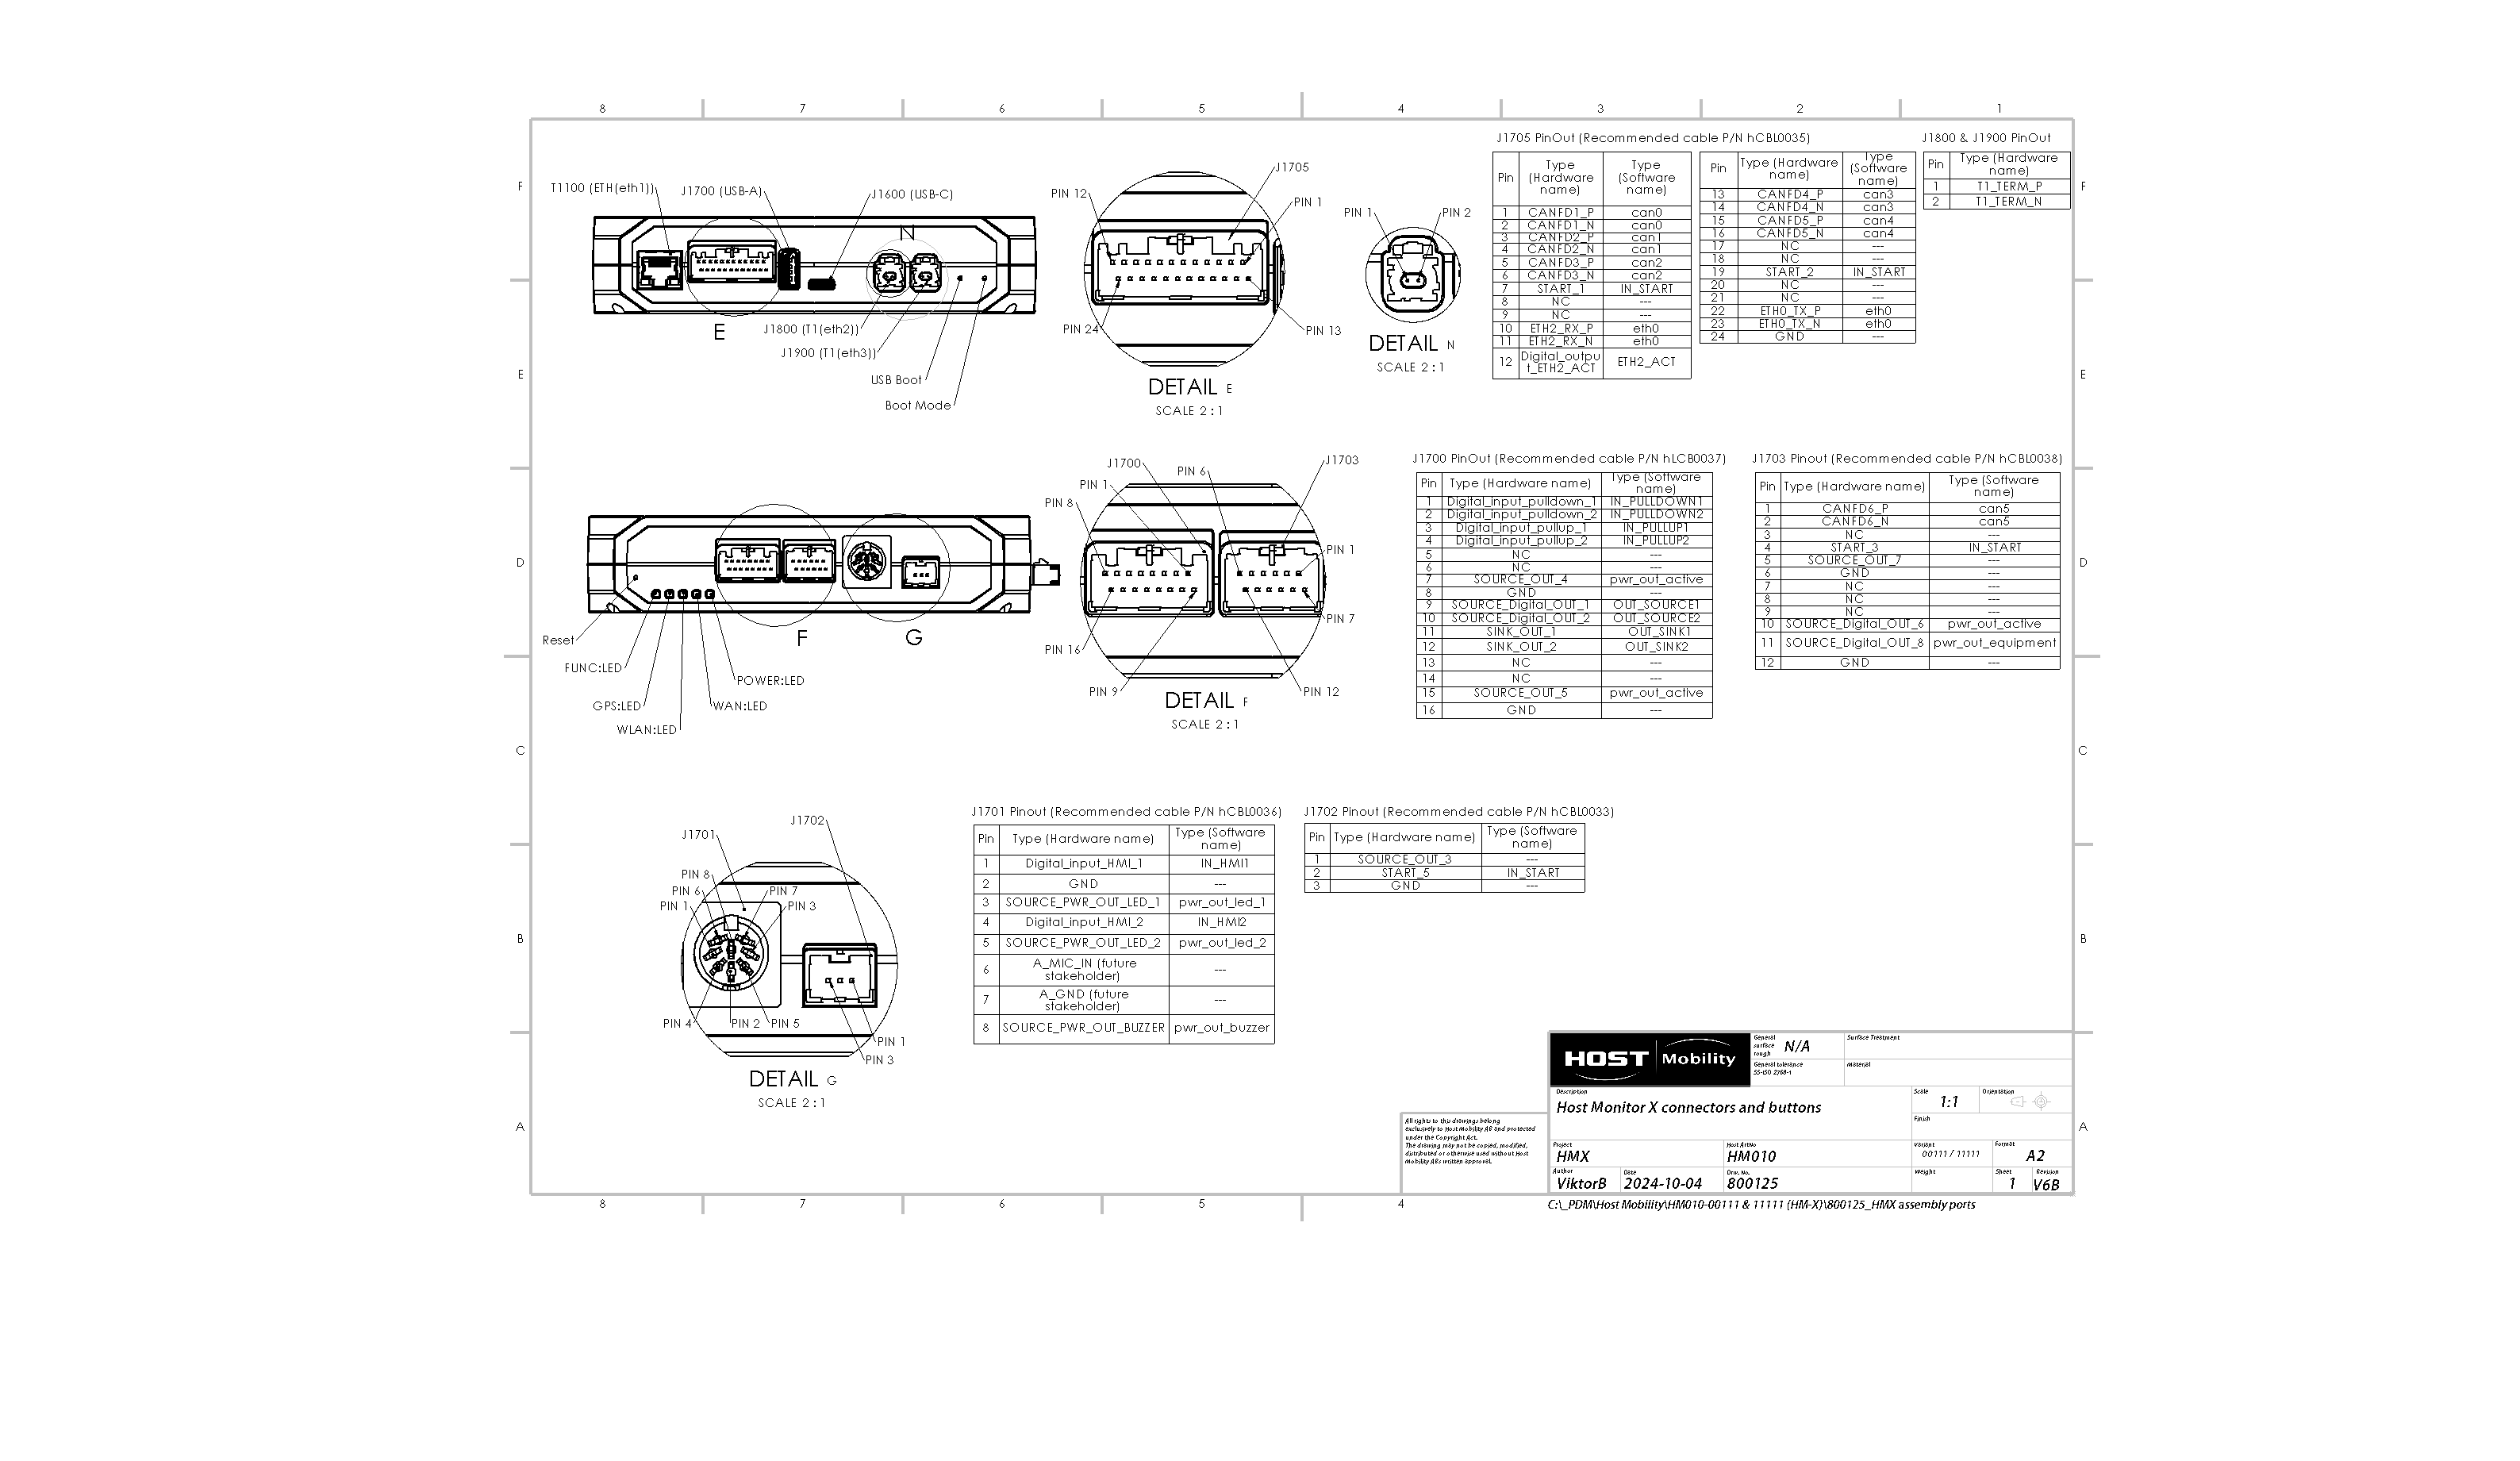 8 7 6 5 4 3 2 1
F
E
D
C
B
A
F
E
D
C
B
A
T1100 (ETH(eth1))
J1700 (USB-A)
J1600 (USB-C)
N
E
J1800 (T1(eth2))
J1900 (T1(eth3))
USB Boot
Boot Mode
J1705
PIN 12
PIN 1
PIN 24
PIN 13
DETAIL E
SCALE 2 : 1
PIN 1
PIN 2
DETAIL N
SCALE 2 : 1
J1705 PinOut (Recommended cable P/N hCBL0035)
Pin Type (Hardware name) Type (Software name)
1 CANFD1_P can0
2 CANFD1_N can0
3 CANFD2_P can1
4 CANFD2_N can1
5 CANFD3_P can2
6 CANFD3_N can2
7 START_1 IN_START
8 NC ---
9 NC ---
10 ETH2_RX_P eth0
11 ETH2_RX_N eth0
12 Digital_output_ETH2_ACT ETH2_ACT
Pin Type (Hardware name) Type (Software name)
13 CANFD4_P can3
14 CANFD4_N can3
15 CANFD5_P can4
16 CANFD5_N can4
17 NC ---
18 NC ---
19 START_2 IN_START
20 NC ---
21 NC ---
22 ETH0_TX_P eth0
23 ETH0_TX_N eth0
24 GND ---
J1800 & J1900 PinOut
Pin Type (Hardware name)
1 T1_TERM_P
2 T1_TERM_N
Reset
FUNC:LED
GPS:LED
WLAN:LED
WAN:LED
POWER:LED
F
G
J1700
PIN 1
PIN 8
PIN 6
J1703
PIN 1
PIN 7
PIN 16
PIN 9
PIN 12
DETAIL F
SCALE 2 : 1
J1700 PinOut (Recommended cable P/N hLCB0037)
Pin Type (Hardware name) Type (Software name)
1 Digital_input_pulldown_1 IN_PULLDOWN1
2 Digital_input_pulldown_2 IN_PULLDOWN2
3 Digital_input_pullup_1 IN_PULLUP1
4 Digital_input_pullup_2 IN_PULLUP2
5 NC ---
6 NC ---
7 SOURCE_OUT_4 pwr_out_active
8 GND ---
9 SOURCE_Digital_OUT_1 OUT_SOURCE1
10 SOURCE_Digital_OUT_2 OUT_SOURCE2
11 SINK_OUT_1 OUT_SINK1
12 SINK_OUT_2 OUT_SINK2
13 NC ---
14 NC ---
15 SOURCE_OUT_5 pwr_out_active
16 GND ---
J1703 Pinout (Recommended cable P/N hCBL0038)
Pin Type (Hardware name) Type (Software name)
1 CANFD6_P can5
2 CANFD6_N can5
3 NC ---
4 START_3 IN_START
5 SOURCE_OUT_7 ---
6 GND ---
7 NC ---
8 NC ---
9 NC ---
10 SOURCE_Digital_OUT_6 pwr_out_active
11 SOURCE_Digital_OUT_8 pwr_out_equipment
12 GND ---
J1701
J1702
PIN 8
PIN 6
PIN 1
PIN 7
PIN 3
PIN 4
PIN 2
PIN 5
PIN 1
PIN 3
DETAIL G
SCALE 2 : 1
J1701 Pinout (Recommended cable P/N hCBL0036)
Pin Type (Hardware name) Type (Software name)
1 Digital_input_HMI_1 IN_HMI1
2 GND ---
3 SOURCE_PWR_OUT_LED_1 pwr_out_led_1
4 Digital_input_HMI_2 IN_HMI2
5 SOURCE_PWR_OUT_LED_2 pwr_out_led_2
6 A_MIC_IN (future stakeholder) ---
7 A_GND (future stakeholder) ---
8 SOURCE_PWR_OUT_BUZZER pwr_out_buzzer
J1702 Pinout (Recommended cable P/N hCBL0033)
Pin Type (Hardware name) Type (Software name)
1 SOURCE_OUT_3 ---
2 START_5 IN_START
3 GND ---
All rights to this drawings belong
exclusively to Host Mobility AB and protected
under the Copyright Act.
The drawing may not be copied, modified,
distributed or otherwise used without Host
Mobility ABs written approval.
HOST Mobility
General surface rough N/A
Surface Treatment
General tolerance SS-ISO 2768-1
Material
Description
Host Monitor X connectors and buttons
Scale 1:1
Orientation
Finish
Project HMX
Host ArtNo HM010
Variant 00111 / 11111
Format A2
Author ViktorB
Date 2024-10-04
Drw. No. 800125
Weight
Sheet 1
Revision V6B
8 7 6 5 4
C:\_PDM\Host Mobility\HM010-00111 & 11111 (HM-X)\800125_HMX assembly ports